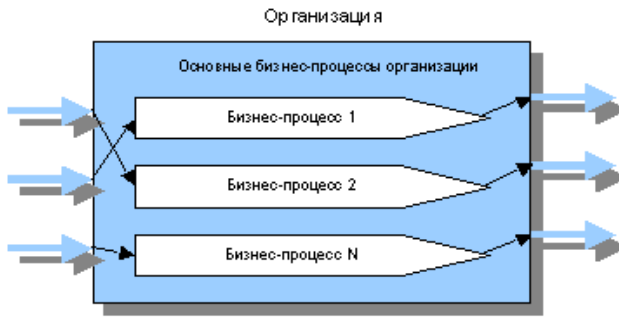 Организация
Основные бизнес-процессы организации
Бизнес-процесс 1
Бизнес-процесс 2
Бизнес-процесс N